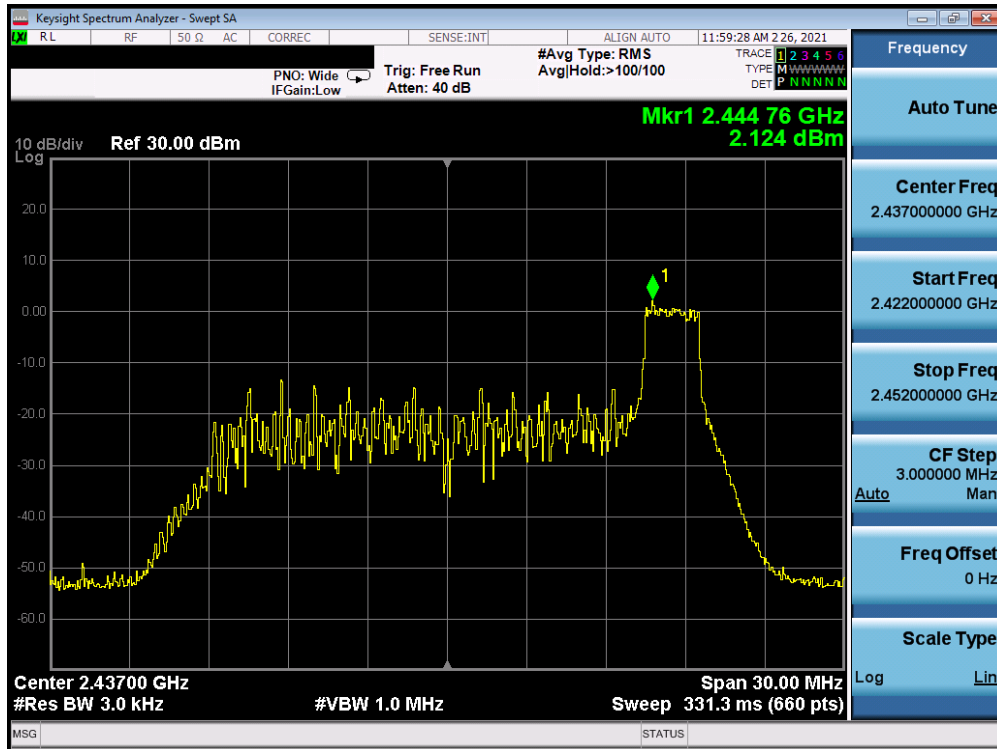 Keysight Spectrum Analyzer - Swept SA
LXI RL RF 50 Ω AC CORREC SENSE:INT ALIGN AUTO 11:59:28 AM 2 26, 2021
PNO: Wide
IFGain:Low
Trig: Free Run
Atten: 40 dB
#Avg Type: RMS
Avg|Hold:>100/100
TRACE 1 2 3 4 5 6
TYPE M WWWWW
DET P N N N N N
Mkr1 2.444 76 GHz
2.124 dBm
10 dB/div Ref 30.00 dBm
Log
20.0
10.0
0.00
-10.0
-20.0
-30.0
-40.0
-50.0
-60.0
1
Center 2.43700 GHz Span 30.00 MHz
#Res BW 3.0 kHz #VBW 1.0 MHz Sweep 331.3 ms (660 pts)
MSG STATUS
Frequency
Auto Tune
Center Freq
2.437000000 GHz
Start Freq
2.422000000 GHz
Stop Freq
2.452000000 GHz
CF Step
3.000000 MHz
Auto Man
Freq Offset
0 Hz
Scale Type
Log Lin